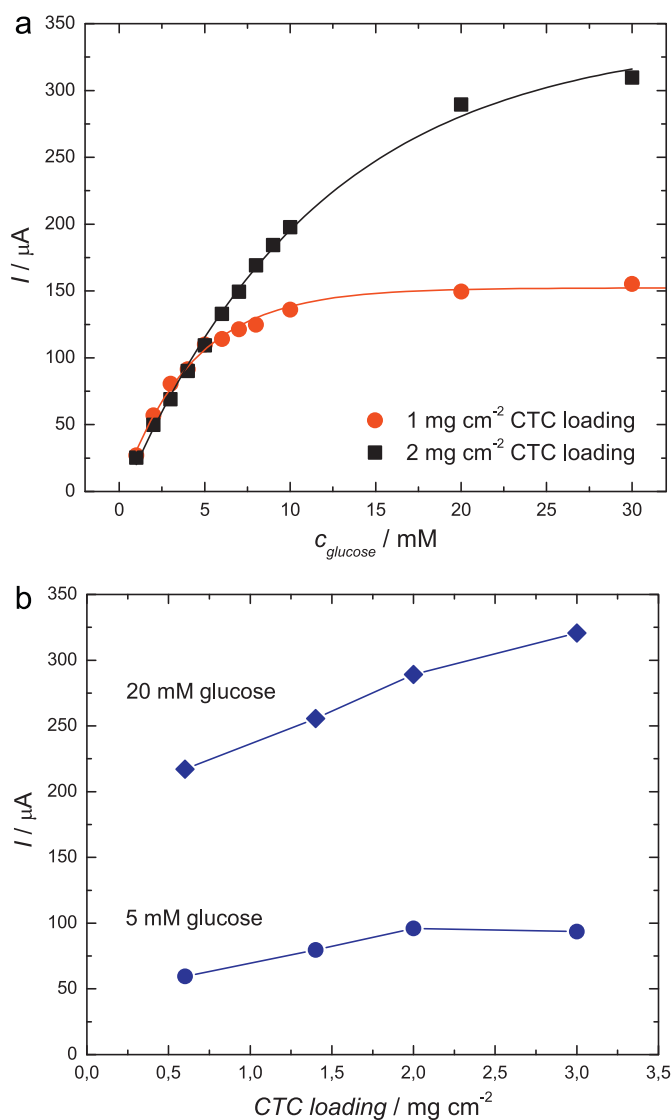 a
350
300
250
200
150
100
50
0
I / μA
1 mg cm⁻² CTC loading
2 mg cm⁻² CTC loading
0 5 10 15 20 25 30
c_glucose / mM
b
350
300
250
200
150
100
50
0
I / μA
20 mM glucose
5 mM glucose
0,0 0,5 1,0 1,5 2,0 2,5 3,0 3,5
CTC loading / mg cm⁻²